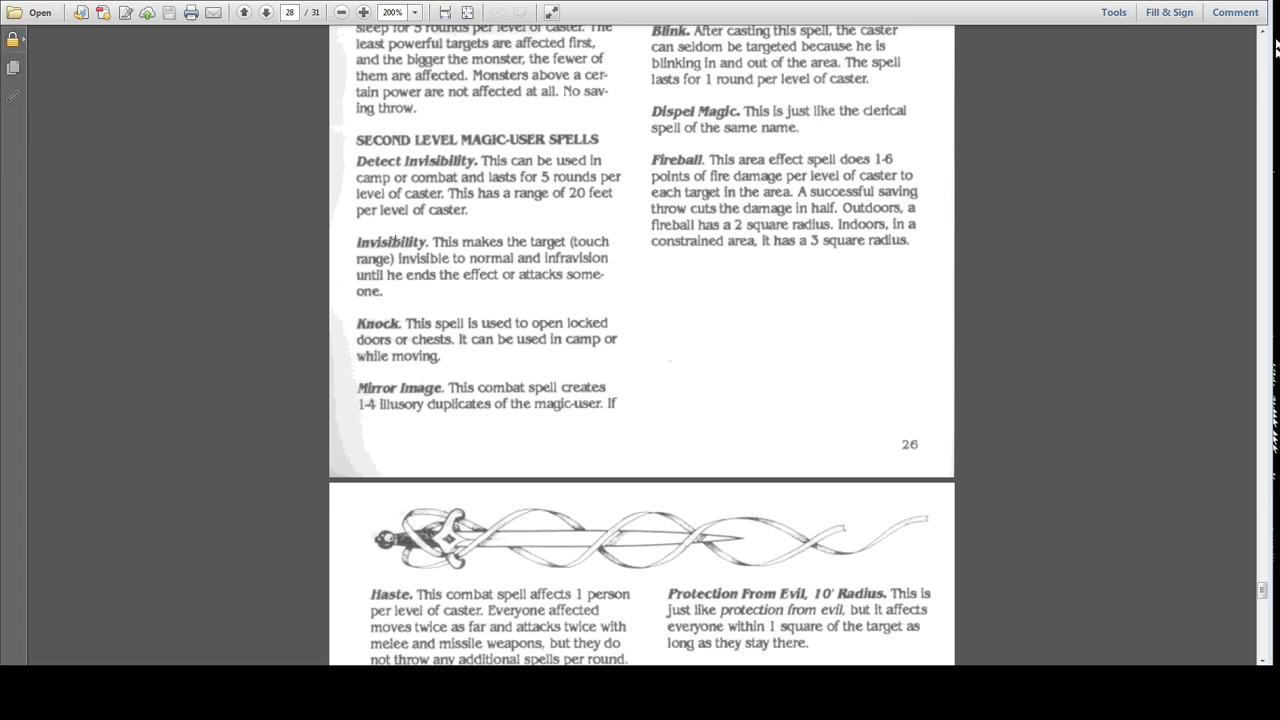 Open
28 / 31
200%
Tools
Fill & Sign
Comment
sleep for 5 rounds per level of caster. The
least powerful targets are affected first,
and the bigger the monster, the fewer of
them are affected. Monsters above a cer-
tain power are not affected at all. No sav-
ing throw.
SECOND LEVEL MAGIC-USER SPELLS
Detect Invisibility. This can be used in
camp or combat and lasts for 5 rounds per
level of caster. This has a range of 20 feet
per level of caster.
Invisibility. This makes the target (touch
range) invisible to normal and infravision
until he ends the effect or attacks some-
one.
Knock. This spell is used to open locked
doors or chests. It can be used in camp or
while moving.
Mirror Image. This combat spell creates
1-4 illusory duplicates of the magic-user. If
Blink. After casting this spell, the caster
can seldom be targeted because he is
blinking in and out of the area. The spell
lasts for 1 round per level of caster.
Dispel Magic. This is just like the clerical
spell of the same name.
Fireball. This area effect spell does 1-6
points of fire damage per level of caster to
each target in the area. A successful saving
throw cuts the damage in half. Outdoors, a
fireball has a 2 square radius. Indoors, in a
constrained area, it has a 3 square radius.
26
Haste. This combat spell affects 1 person
per level of caster. Everyone affected
moves twice as far and attacks twice with
melee and missile weapons, but they do
not throw any additional spells per round.
Protection From Evil, 10' Radius. This is
just like protection from evil, but it affects
everyone within 1 square of the target as
long as they stay there.